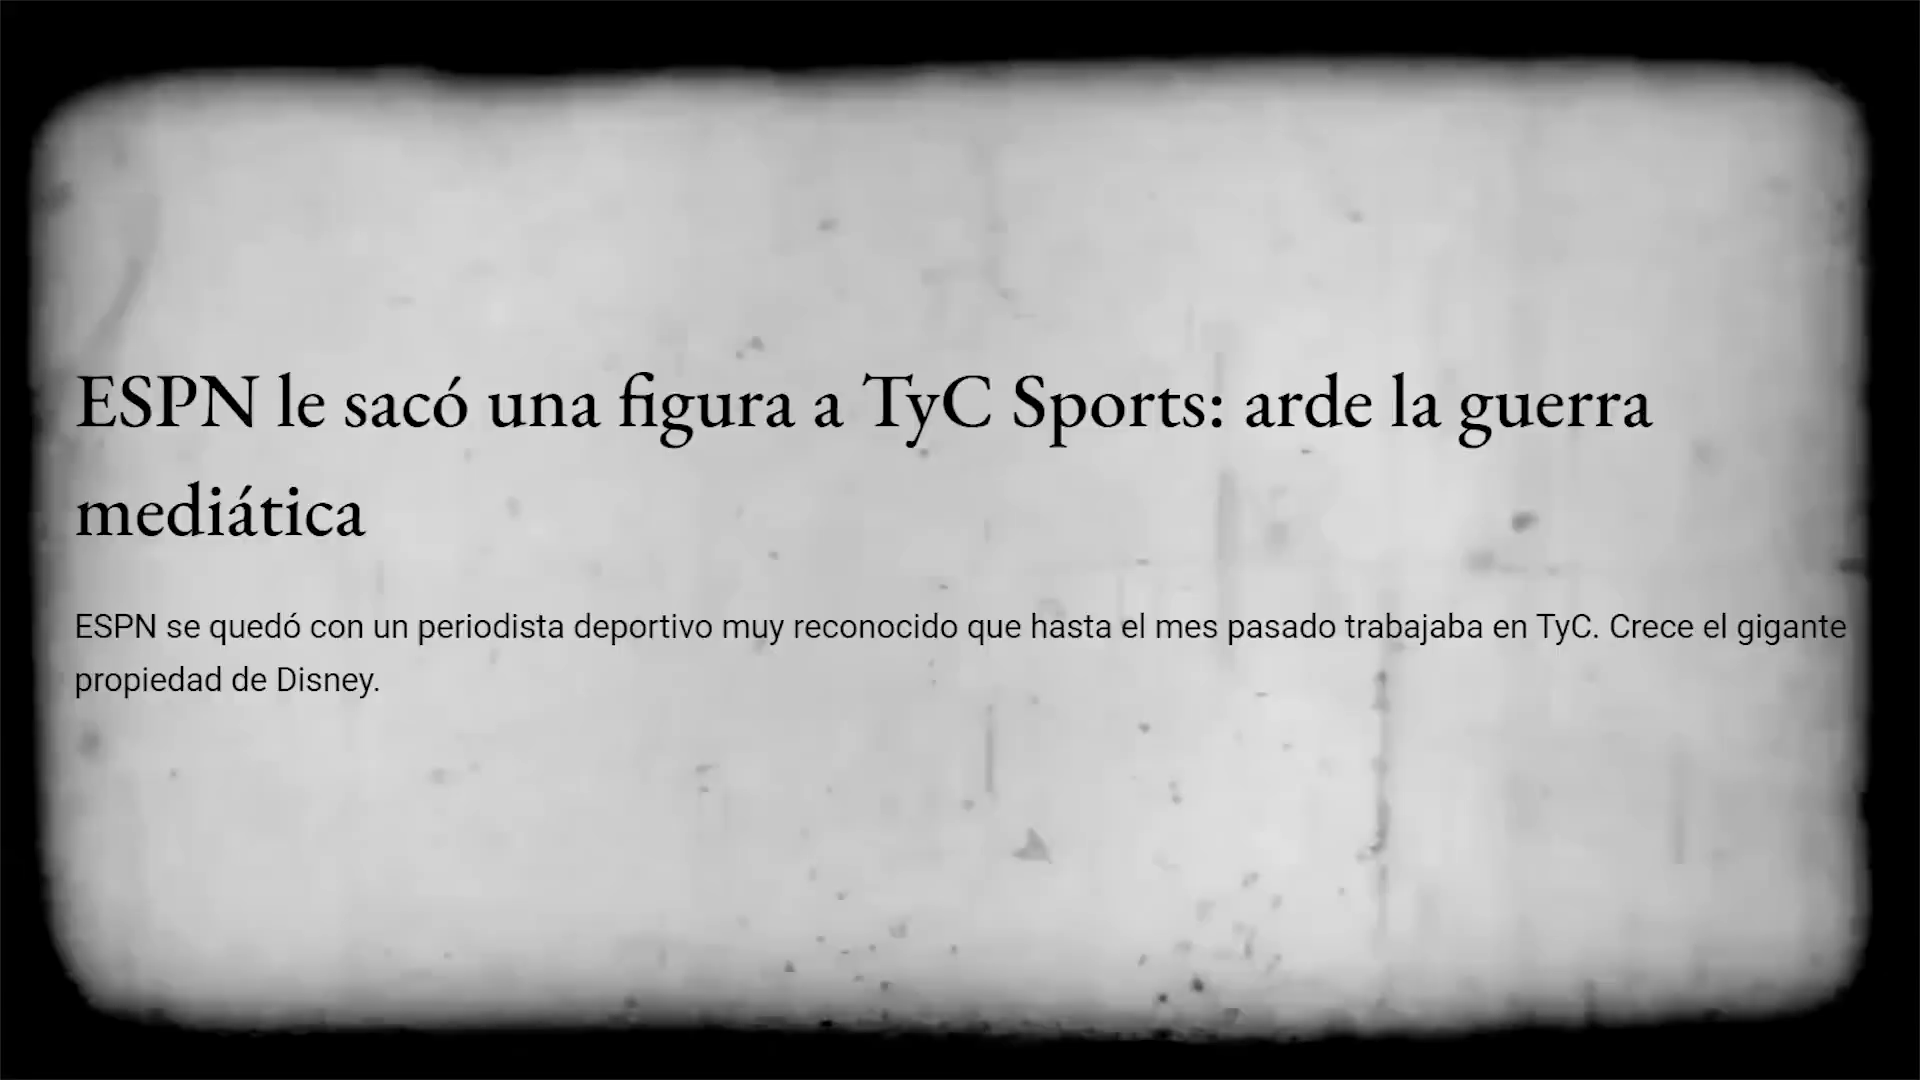 ESPN le sacó una figura a TyC Sports: arde la guerra
mediática
ESPN se quedó con un periodista deportivo muy reconocido que hasta el mes pasado trabajaba en TyC. Crece el gigante
propiedad de Disney.